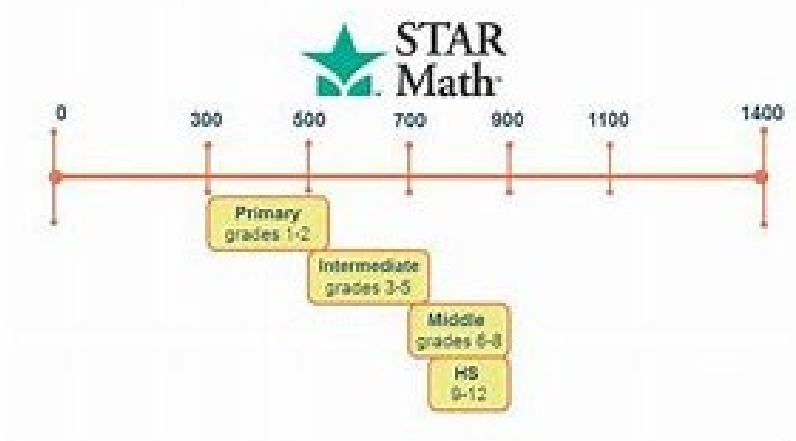 STAR
Math
0 300 500 700 900 1100 1400
Primary
grades 1-2
Intermediate
grades 3-5
Middle
grades 6-8
HS
9-12